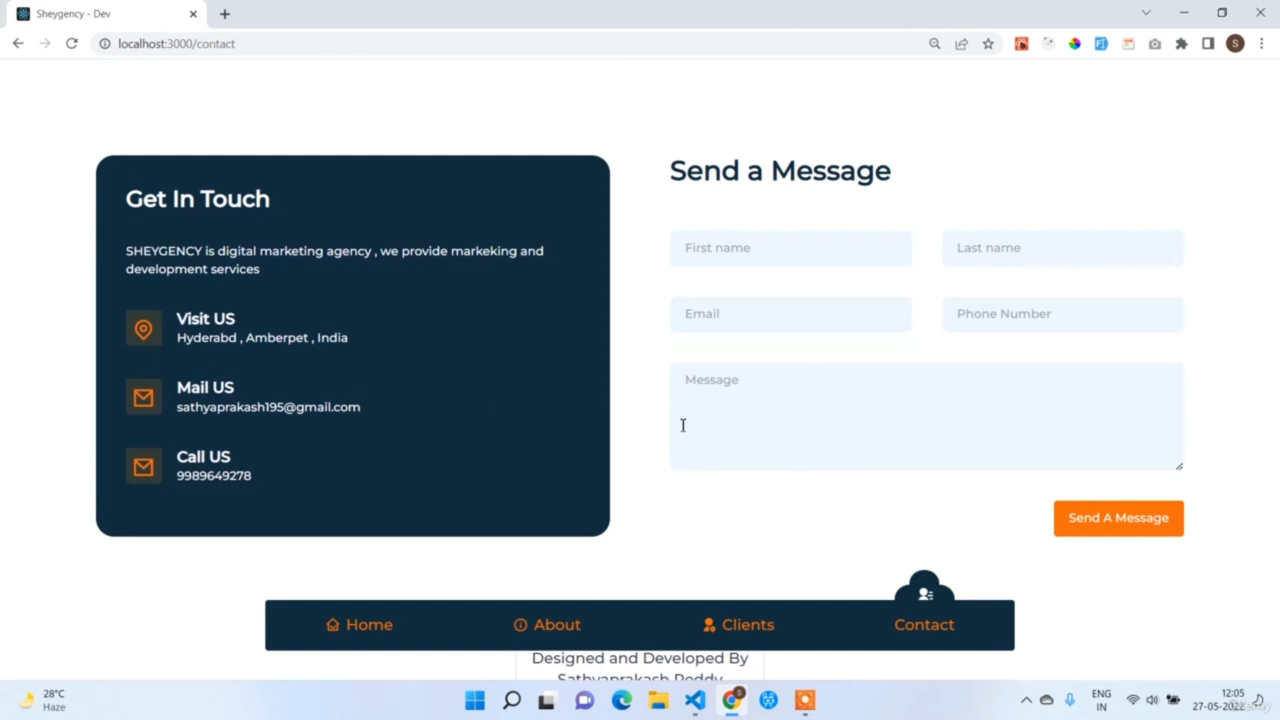 Sheygency - Dev
localhost:3000/contact
S
Get In Touch
SHEYGENCY is digital marketing agency , we provide markeking and
development services
Visit US
Hyderabd , Amberpet , India
Mail US
sathyaprakash195@gmail.com
Call US
9989649278
Send a Message
First name
Last name
Email
Phone Number
Message
Send A Message
Home
About
Clients
Contact
Designed and Developed By
Sathyaprakash Reddy
28°C
Haze
ENG
IN
12:05
27-05-2022